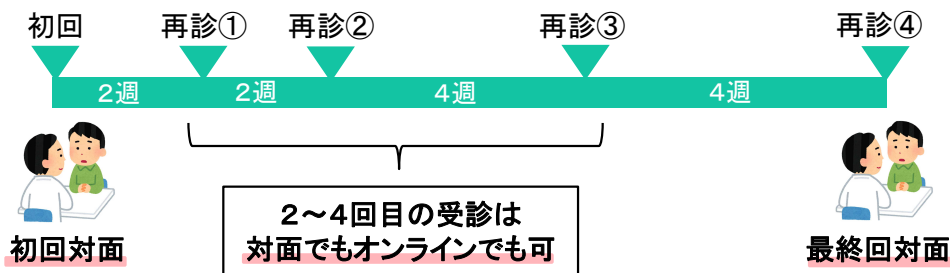 初回 再診① 再診② 再診③ 再診④
2週 2週 4週 4週
2～4回目の受診は
対面でもオンラインでも可
初回対面 最終回対面